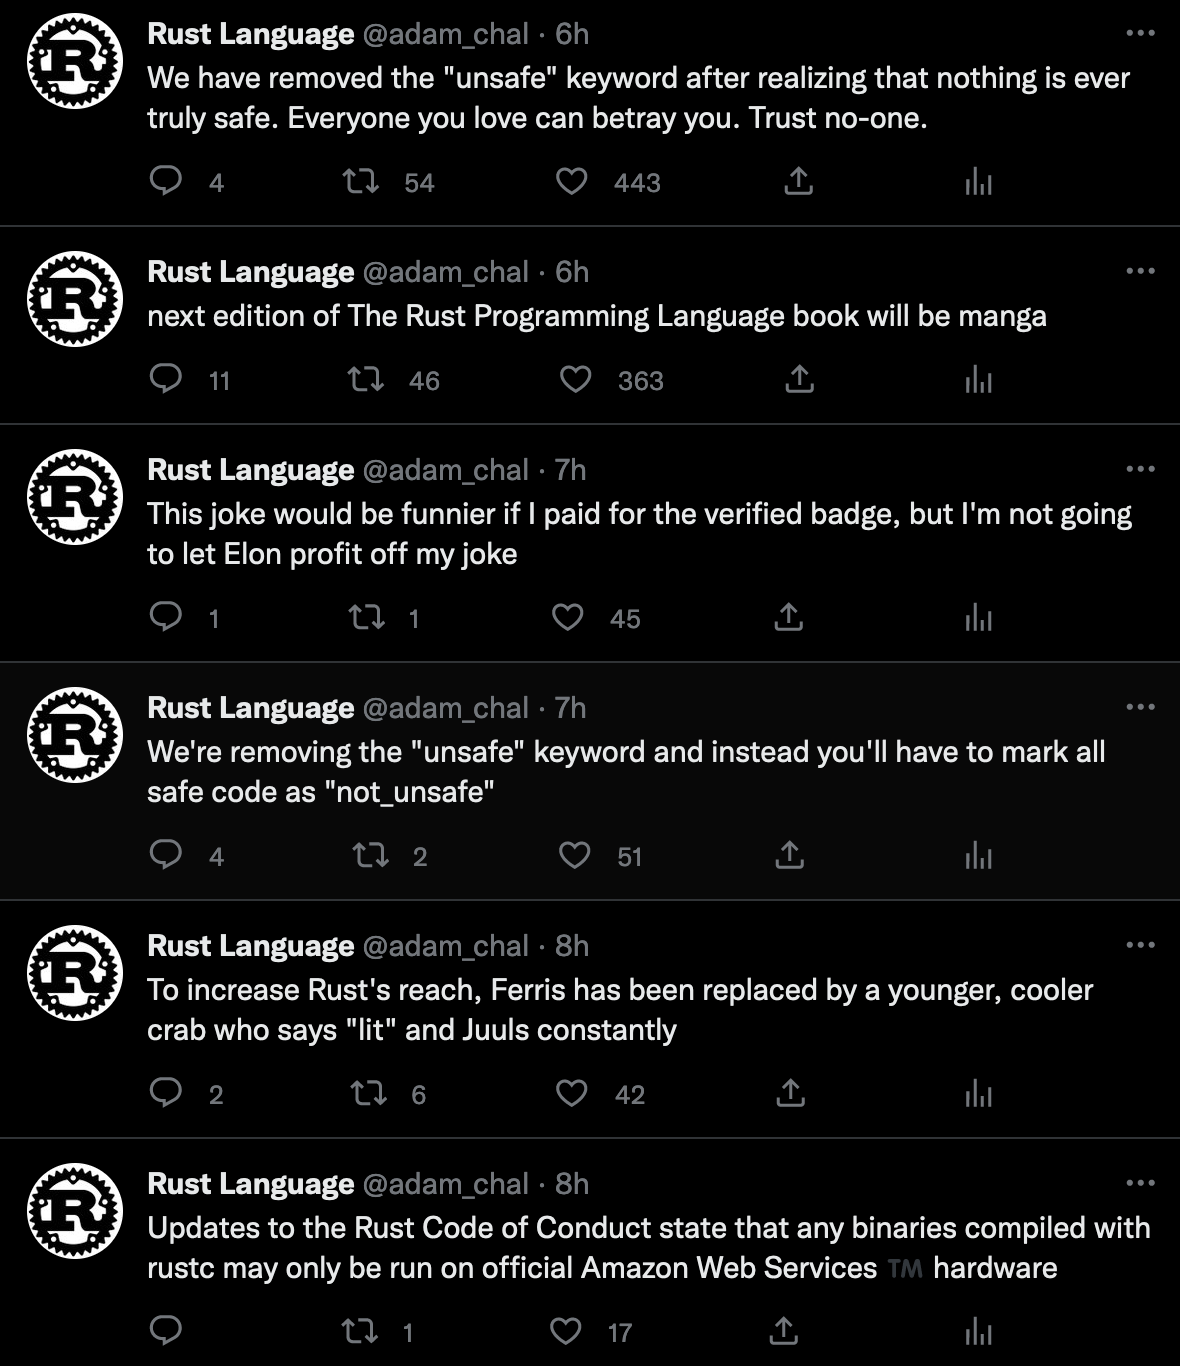 Rust Language @adam_chal · 6h
We have removed the "unsafe" keyword after realizing that nothing is ever
truly safe. Everyone you love can betray you. Trust no-one.
4 54 443
Rust Language @adam_chal · 6h
next edition of The Rust Programming Language book will be manga
11 46 363
Rust Language @adam_chal · 7h
This joke would be funnier if I paid for the verified badge, but I'm not going
to let Elon profit off my joke
1 1 45
Rust Language @adam_chal · 7h
We're removing the "unsafe" keyword and instead you'll have to mark all
safe code as "not_unsafe"
4 2 51
Rust Language @adam_chal · 8h
To increase Rust's reach, Ferris has been replaced by a younger, cooler
crab who says "lit" and Juuls constantly
2 6 42
Rust Language @adam_chal · 8h
Updates to the Rust Code of Conduct state that any binaries compiled with
rustc may only be run on official Amazon Web Services ™️ hardware
1 17